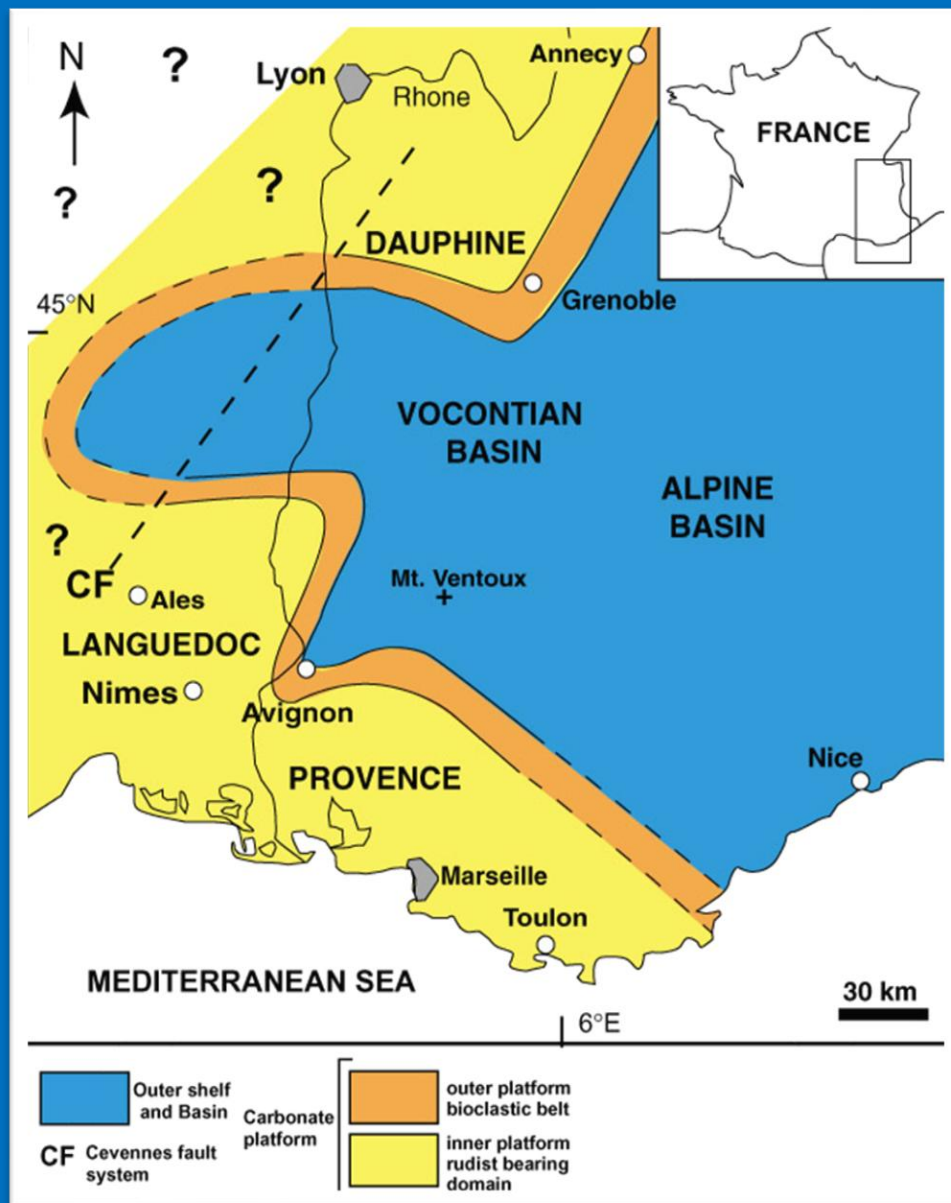 N
?
Lyon
Annecy
Rhone
FRANCE
?
?
DAUPHINE
Grenoble
45°N
VOCONTIAN
BASIN
ALPINE
BASIN
?
CF
Ales
Mt. Ventoux
LANGUEDOC
Nimes
Avignon
PROVENCE
Nice
Marseille
Toulon
MEDITERRANEAN SEA
30 km
6°E
Outer shelf
and Basin
CF Cevennes fault
system
Carbonate
platform
outer platform
bioclastic belt
inner platform
rudist bearing
domain